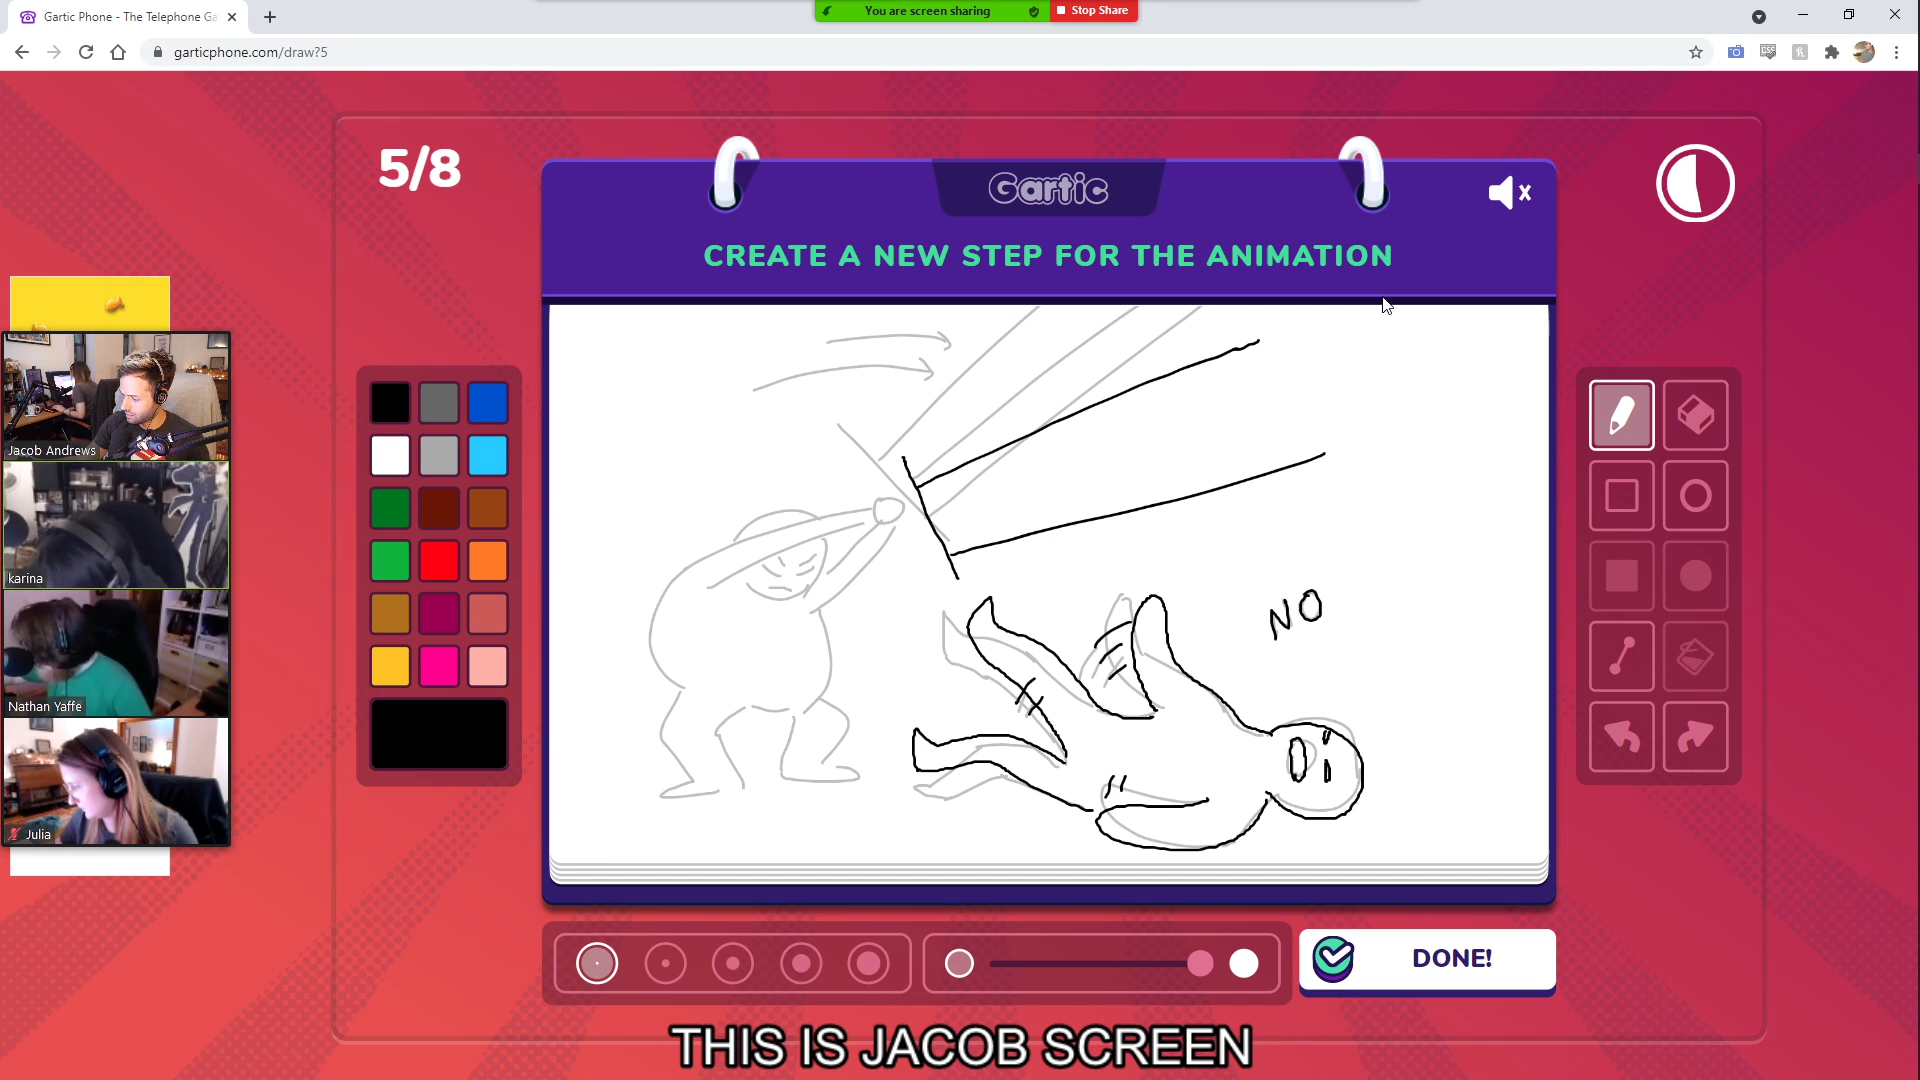 Gartic Phone - The Telephone Ga
You are screen sharing
Stop Share
garticphone.com/draw?5
5/8
Gartic
CREATE A NEW STEP FOR THE ANIMATION
Jacob Andrews
karina
Nathan Yaffe
Julia
NO
DONE!
THIS IS JACOB SCREEN